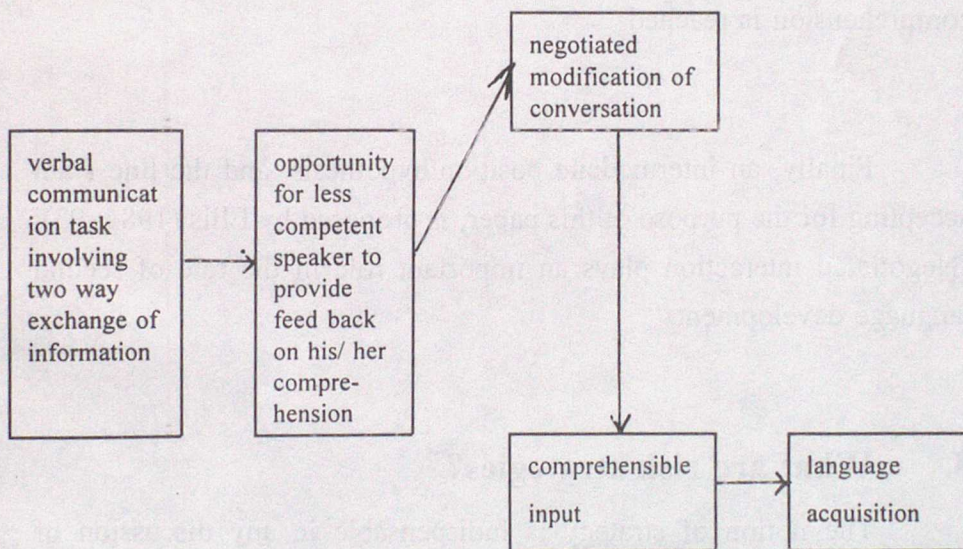 negotiated
modification of
conversation
verbal
communicat
ion task
involving
two way
exchange of
information
opportunity
for less
competent
speaker to
provide
feed back
on his/ her
compre-
hension
comprehensible
input
language
acquisition